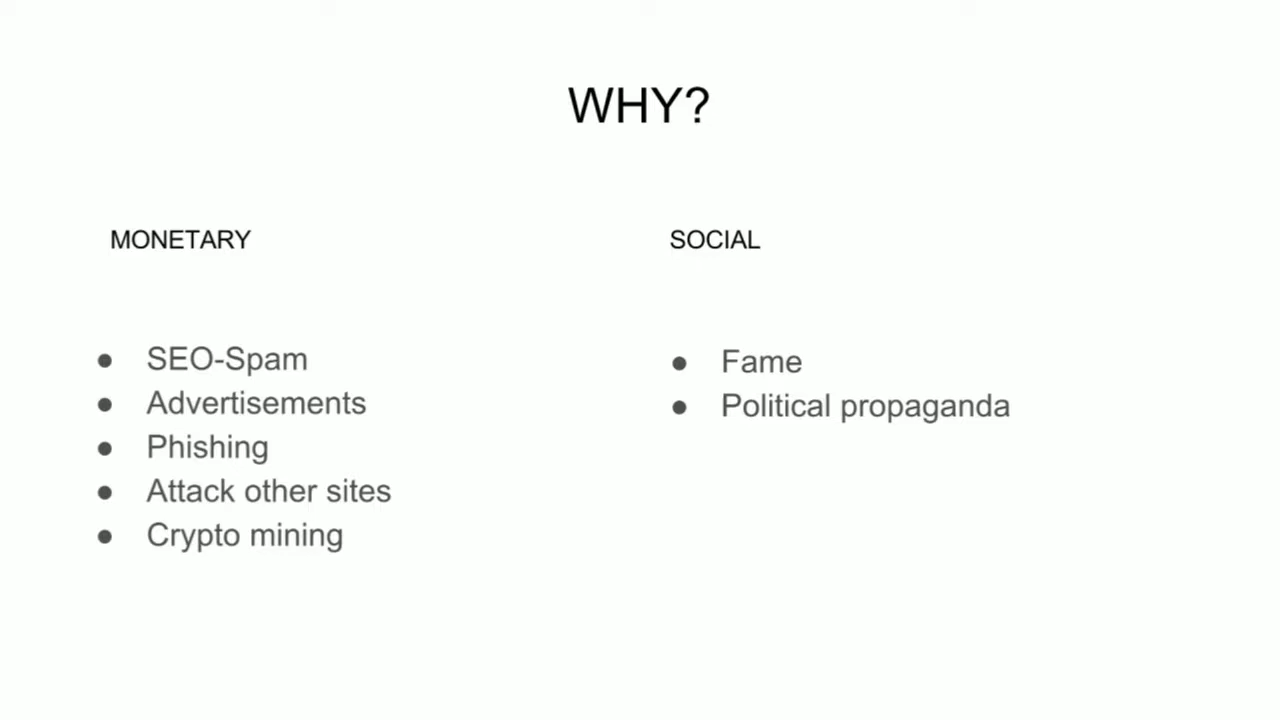 WHY?
MONETARY
● SEO-Spam
● Advertisements
● Phishing
● Attack other sites
● Crypto mining
SOCIAL
● Fame
● Political propaganda